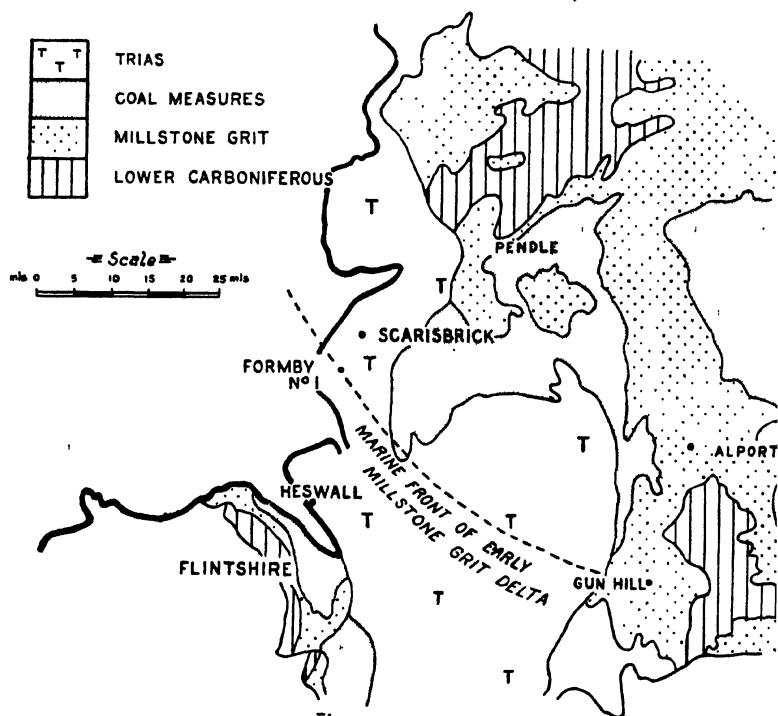 T T
T
TRIAS
COAL MEASURES
MILLSTONE GRIT
LOWER CARBONIFEROUS
Scale
mls 0 5 10 15 20 25 mls
T
PENDLE
T
SCARISBRICK
FORMBY
No 1
T
MARINE FRONT OF EARLY
MILLSTONE GRIT DELTA
T
ALPORT
HESWALL
T
T
FLINTSHIRE
GUN HILL
T
T